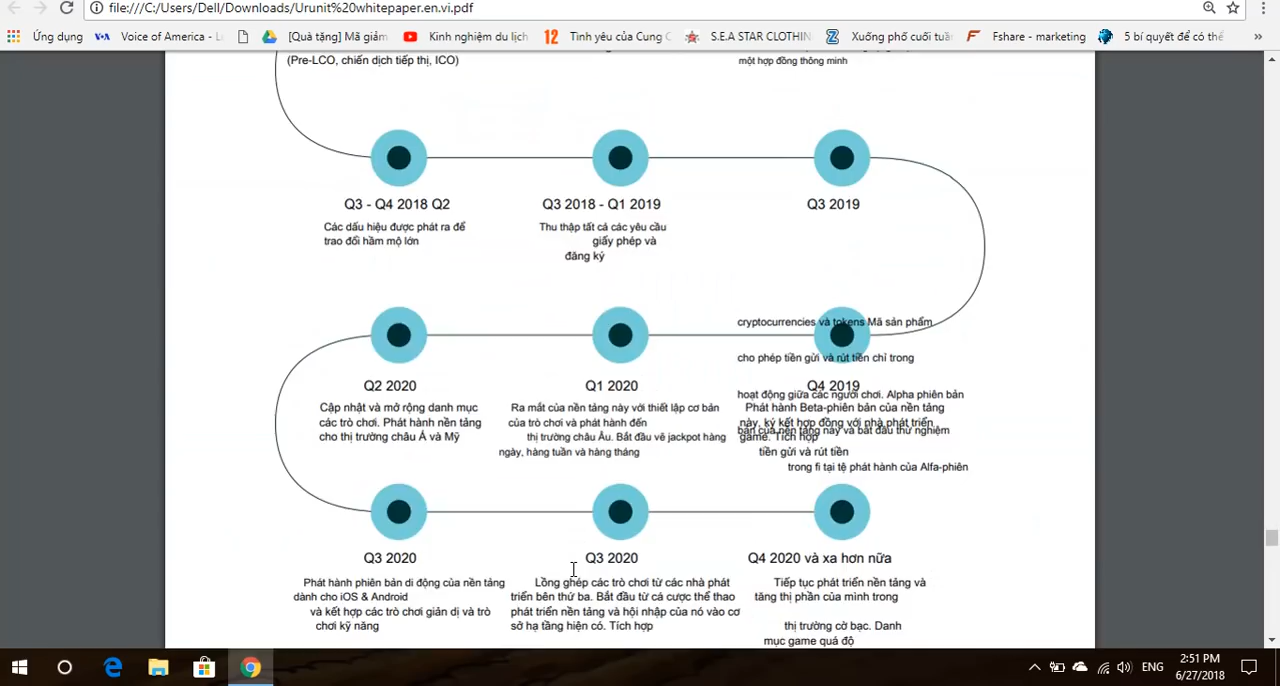 file:///C:/Users/Dell/Downloads/Urunit%20whitepaper.en.vi.pdf
Ứng dụng
VOA Voice of America - L
[Quà tặng] Mã giảm
Kinh nghiệm du lịch
12 Tình yêu của Cung
S.E.A STAR CLOTHIN
Xuống phố cuối tuầ
Fshare - marketing
5 bí quyết để có thể
»
(Pre-LCO, chiến dịch tiếp thị, ICO)
một hợp đồng thông minh
Q3 - Q4 2018 Q2
Các dấu hiệu được phát ra để
trao đổi hầm mộ lớn
Q3 2018 - Q1 2019
Thu thập tất cả các yêu cầu
giấy phép và
đăng ký
Q3 2019
cryptocurrencies và tokens Mã sản phẩm
cho phép tiền gửi và rút tiền chỉ trong
hoạt động giữa các người chơi. Alpha phiên bản
bản của nền tảng này và bắt đầu thử nghiệm
Q2 2020
Cập nhật và mở rộng danh mục
các trò chơi. Phát hành nền tảng
cho thị trường châu Á và Mỹ
Q1 2020
Ra mắt của nền tảng này với thiết lập cơ bản
của trò chơi và phát hành đến
thị trường châu Âu. Bắt đầu vẽ jackpot hàng
ngày, hàng tuần và hàng tháng
Q4 2019
Phát hành Beta-phiên bản của nền tảng
này, ký kết hợp đồng với nhà phát triển
game. Tích hợp
tiền gửi và rút tiền
trong fi tại tệ phát hành của Alfa-phiên
Q3 2020
Phát hành phiên bản di động của nền tảng
dành cho iOS & Android
và kết hợp các trò chơi giản dị và trò
chơi kỹ năng
Q3 2020
Lồng ghép các trò chơi từ các nhà phát
triển bên thứ ba. Bắt đầu từ cá cược thể thao
phát triển nền tảng và hội nhập của nó vào cơ
sở hạ tầng hiện có. Tích hợp
Q4 2020 và xa hơn nữa
Tiếp tục phát triển nền tảng và
tăng thị phần của mình trong
thị trường cờ bạc. Danh
mục game quá độ
ENG
2:51 PM
6/27/2018